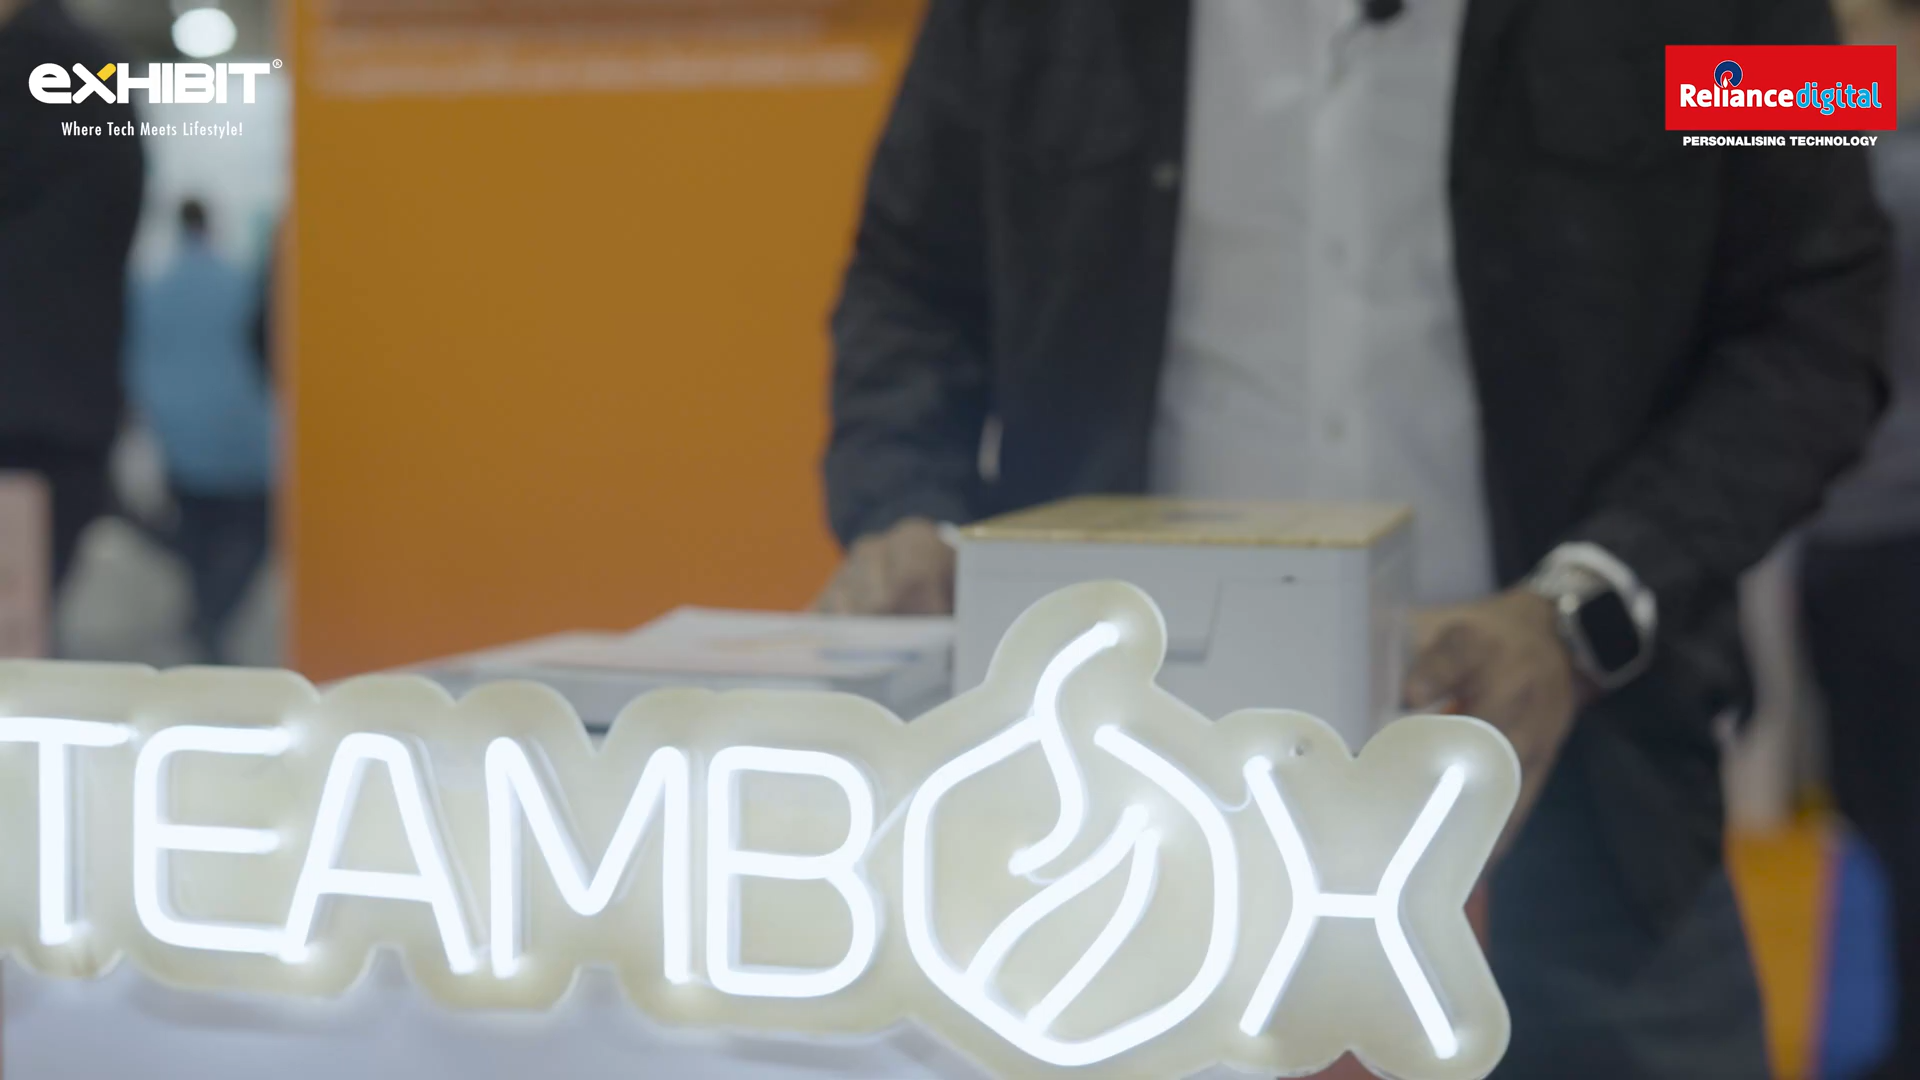 exHIBIT®
Where Tech Meets Lifestyle!
Reliance digital
PERSONALISING TECHNOLOGY
TEAMBOX